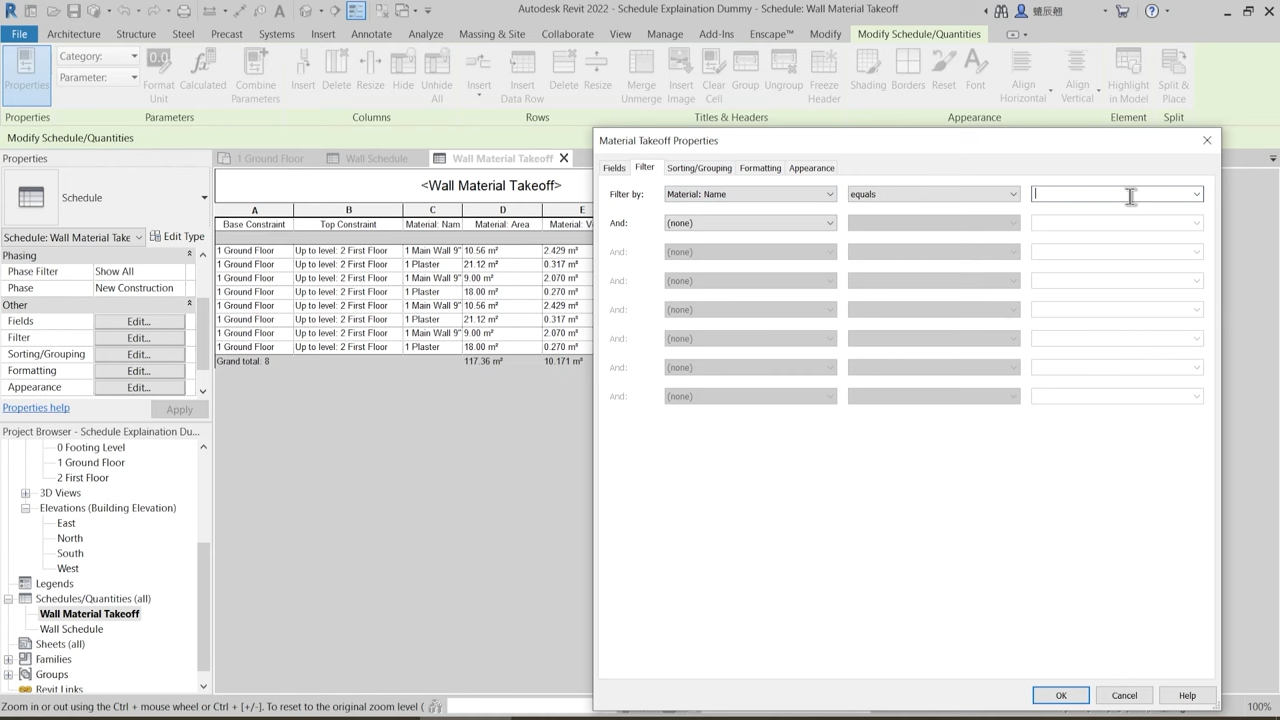 Autodesk Revit 2022 - Schedule Explaination Dummy - Schedule: Wall Material Takeoff
File Architecture Structure Steel Precast Systems Insert Annotate Analyze Massing & Site Collaborate View Manage Add-Ins Enscape™ Modify Modify Schedule/Quantities
Properties
Category:
Parameter:
Format Unit
Calculated
Combine Parameters
Insert
Delete
Resize
Hide
Unhide All
Insert
Insert Data Row
Delete
Resize
Merge Unmerge
Insert Image
Clear Cell
Group
Ungroup
Freeze Header
Shading
Borders
Reset
Font
Align Horizontal
Align Vertical
Highlight in Model
Split & Place
Properties Parameters Columns Rows Titles & Headers Appearance Element Split
Modify Schedule/Quantities
Properties
Schedule
Schedule: Wall Material Take Edit Type
Phasing
Phase Filter Show All
Phase New Construction
Other
Fields Edit...
Filter Edit...
Sorting/Grouping Edit...
Formatting Edit...
Appearance Edit...
Properties help Apply
Project Browser - Schedule Explaination Du...
0 Footing Level
1 Ground Floor
2 First Floor
3D Views
Elevations (Building Elevation)
East
North
South
West
Legends
Schedules/Quantities (all)
Wall Material Takeoff
Wall Schedule
Sheets (all)
Families
Groups
Revit Links
1 Ground Floor Wall Schedule Wall Material Takeoff
<Wall Material Takeoff>
A B C D E
Base Constraint Top Constraint Material: Nam Material: Area Material: V
1 Ground Floor Up to level: 2 First Floor 1 Main Wall 9" 10.56 m² 2.429 m³
1 Ground Floor Up to level: 2 First Floor 1 Plaster 21.12 m² 0.317 m³
1 Ground Floor Up to level: 2 First Floor 1 Main Wall 9" 9.00 m² 2.070 m³
1 Ground Floor Up to level: 2 First Floor 1 Plaster 18.00 m² 0.270 m³
1 Ground Floor Up to level: 2 First Floor 1 Main Wall 9" 10.56 m² 2.429 m³
1 Ground Floor Up to level: 2 First Floor 1 Plaster 21.12 m² 0.317 m³
1 Ground Floor Up to level: 2 First Floor 1 Main Wall 9" 9.00 m² 2.070 m³
1 Ground Floor Up to level: 2 First Floor 1 Plaster 18.00 m² 0.270 m³
Grand total: 8 117.36 m² 10.171 m³
Material Takeoff Properties
Fields Filter Sorting/Grouping Formatting Appearance
Filter by: Material: Name equals
And: (none)
And: (none)
And: (none)
And: (none)
And: (none)
And: (none)
And: (none)
OK Cancel Help
Zoom in or out using the Ctrl + mouse wheel or Ctrl + [+/-]. To reset to the original zoom level (
100%